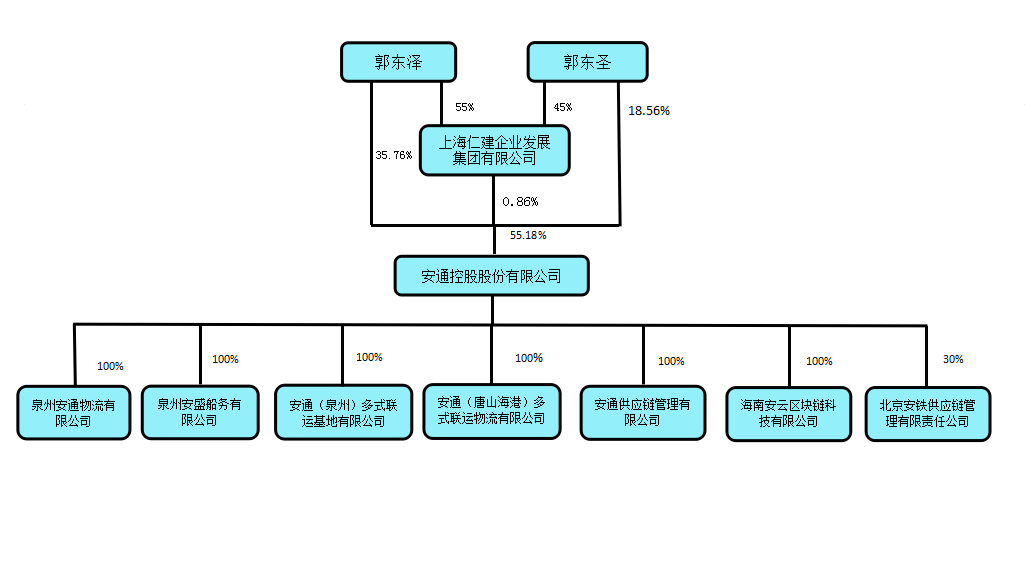 郭东泽
郭东圣
55%
45%
18.56%
上海仁建企业发展
集团有限公司
35.76%
0.86%
55.18%
安通控股股份有限公司
100%
100%
100%
100%
100%
100%
30%
泉州安通物流有
限公司
泉州安盛船务有
限公司
安通（泉州）多式联
运基地有限公司
安通（唐山海港）多
式联运物流有限公司
安通供应链管理有
限公司
海南安云区块链科
技有限公司
北京安铁供应链管
理有限责任公司